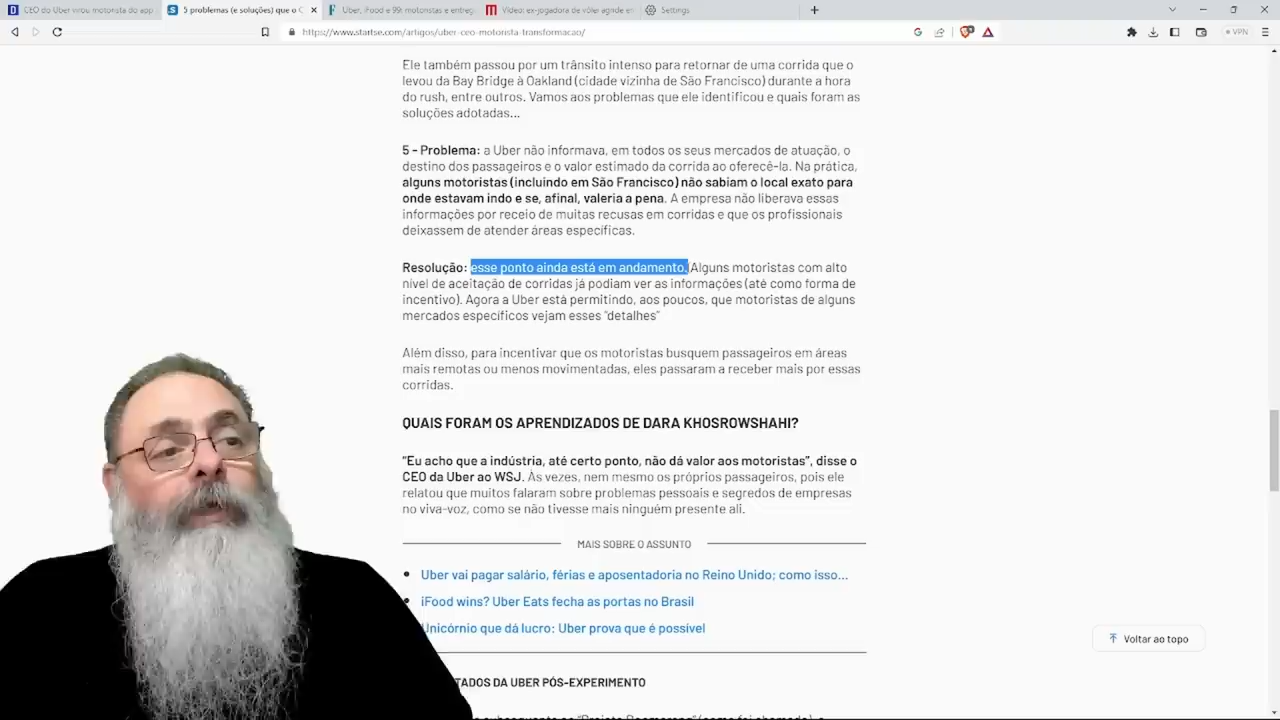 CEO do Uber virou motorista do app
5 problemas (e soluções) que o C
Uber, iFood e 99: motoristas e entreg
Vídeo: ex-jogadora de vôlei agride en
Settings
https://www.startse.com/artigos/uber-ceo-motorista-transformacao/
VPN
Ele também passou por um trânsito intenso para retornar de uma corrida que o
levou da Bay Bridge à Oakland (cidade vizinha de São Francisco) durante a hora
do rush, entre outros. Vamos aos problemas que ele identificou e quais foram as
soluções adotadas...
5 - Problema: a Uber não informava, em todos os seus mercados de atuação, o
destino dos passageiros e o valor estimado da corrida ao oferecê-la. Na prática,
alguns motoristas (incluindo em São Francisco) não sabiam o local exato para
onde estavam indo e se, afinal, valeria a pena. A empresa não liberava essas
informações por receio de muitas recusas em corridas e que os profissionais
deixassem de atender áreas específicas.
Resolução: esse ponto ainda está em andamento. Alguns motoristas com alto
nível de aceitação de corridas já podiam ver as informações (até como forma de
incentivo). Agora a Uber está permitindo, aos poucos, que motoristas de alguns
mercados específicos vejam esses "detalhes"
Além disso, para incentivar que os motoristas busquem passageiros em áreas
mais remotas ou menos movimentadas, eles passaram a receber mais por essas
corridas.
QUAIS FORAM OS APRENDIZADOS DE DARA KHOSROWSHAHI?
"Eu acho que a indústria, até certo ponto, não dá valor aos motoristas", disse o
CEO da Uber ao WSJ. Às vezes, nem mesmo os próprios passageiros, pois ele
relatou que muitos falaram sobre problemas pessoais e segredos de empresas
no viva-voz, como se não tivesse mais ninguém presente ali.
MAIS SOBRE O ASSUNTO
Uber vai pagar salário, férias e aposentadoria no Reino Unido; como isso...
iFood wins? Uber Eats fecha as portas no Brasil
Unicórnio que dá lucro: Uber prova que é possível
Voltar ao topo
TADOS DA UBER PÓS-EXPERIMENTO